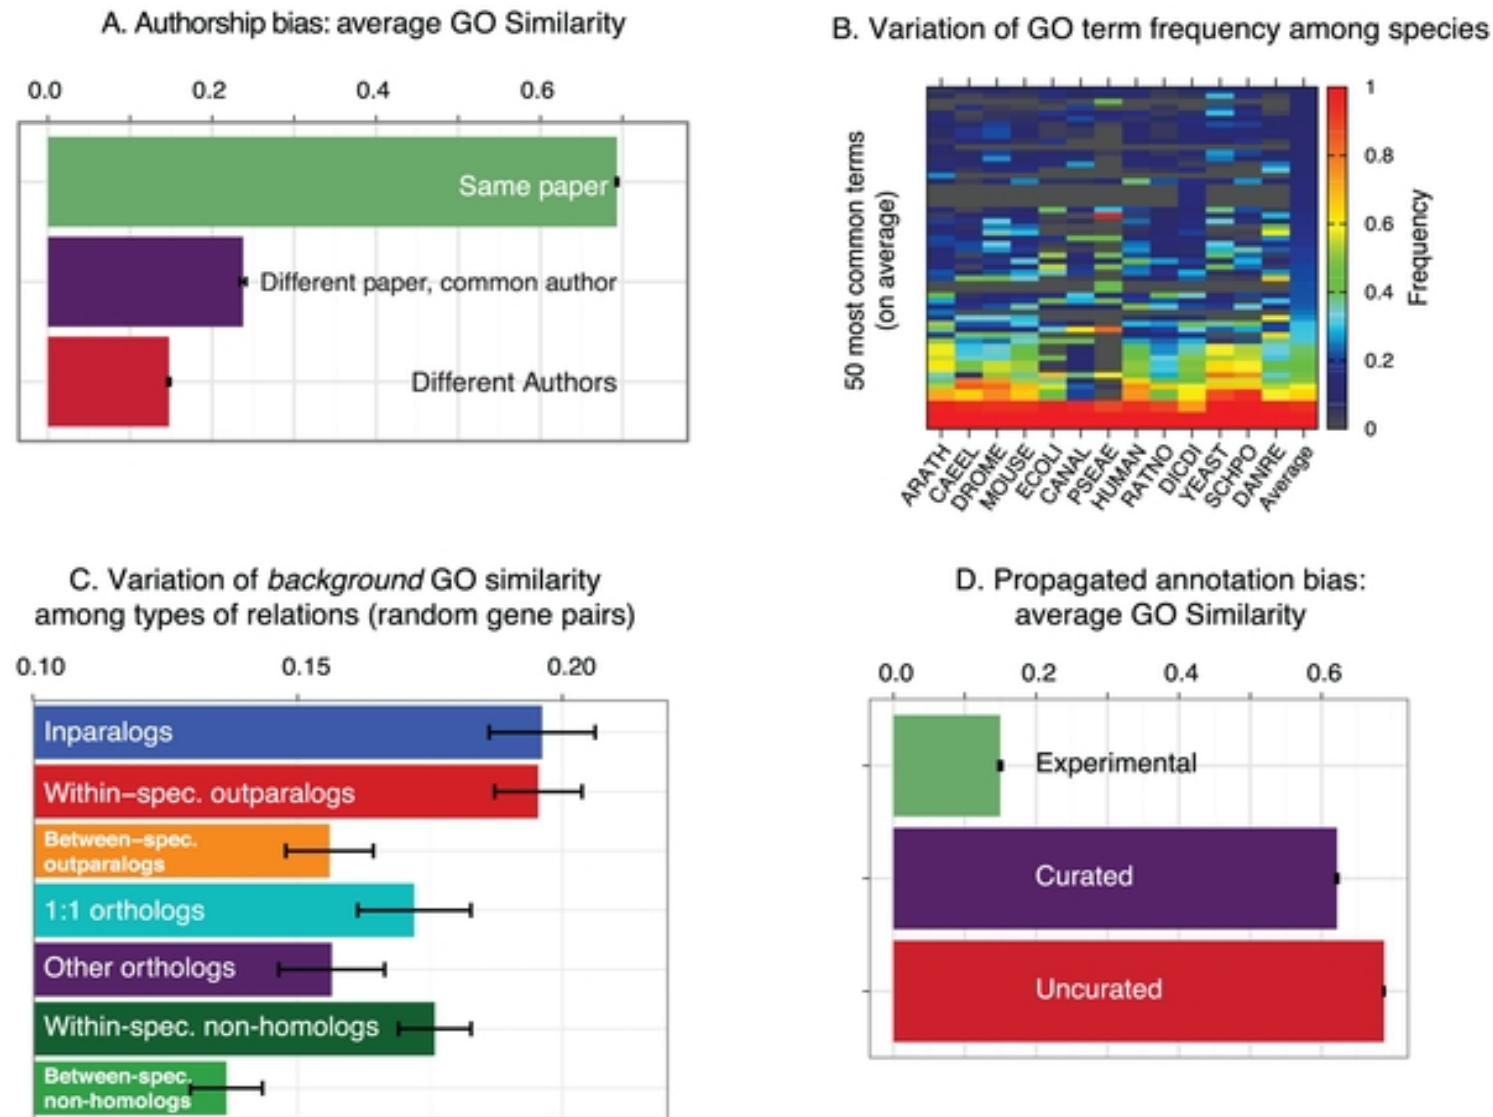 A. Authorship bias: average GO Similarity
0.0 0.2 0.4 0.6
Same paper
Different paper, common author
Different Authors
B. Variation of GO term frequency among species
50 most common terms
(on average)
1
0.8
0.6
0.4
0.2
0
Frequency
ARATH
CAEEL
DROME
MOUSE
ECOLI
CANAL
PSEAE
HUMAN
RATNO
DICDI
YEAST
SCHPO
DANRE
Average
C. Variation of background GO similarity
among types of relations (random gene pairs)
0.10 0.15 0.20
Inparalogs
Within–spec. outparalogs
Between–spec.
outparalogs
1:1 orthologs
Other orthologs
Within-spec. non-homologs
Between-spec.
non-homologs
D. Propagated annotation bias:
average GO Similarity
0.0 0.2 0.4 0.6
Experimental
Curated
Uncurated